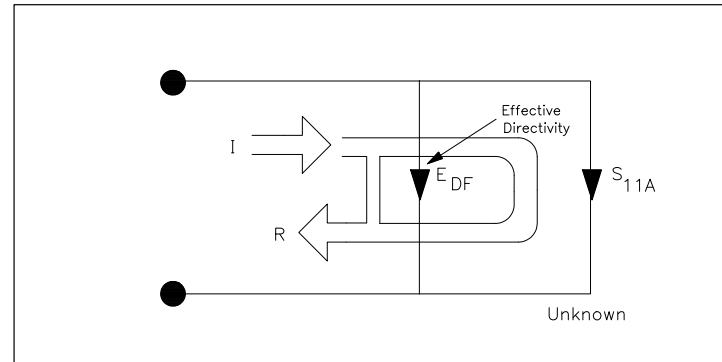 Effective
Directivity
I
E DF
S 11A
R
Unknown